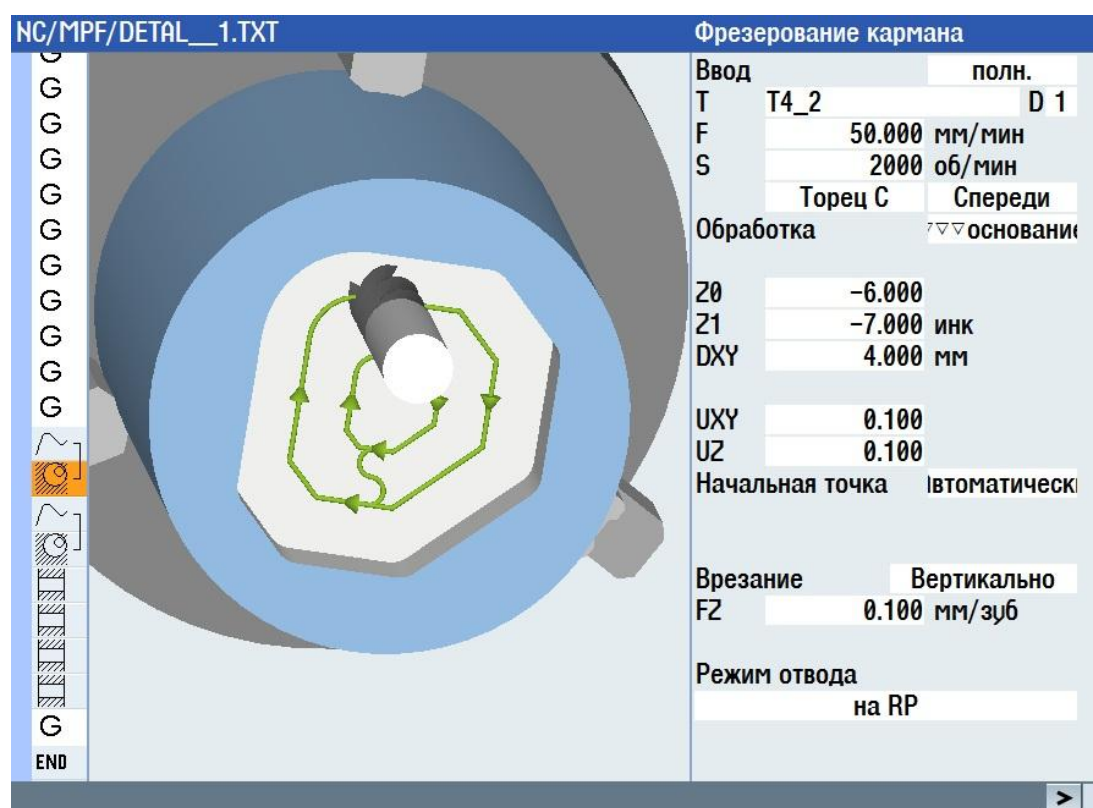 NC/MPF/DETAL__1.TXT
Фрезерование кармана
G
G
G
G
G
G
G
G
G
G
G
END
Ввод полн.
T T4_2 D 1
F 50.000 мм/мин
S 2000 об/мин
Торец C Спереди
Обработка ▽▽▽основание
Z0 -6.000
Z1 -7.000 инк
DXY 4.000 мм
UXY 0.100
UZ 0.100
Начальная точка втоматически
Врезание Вертикально
FZ 0.100 мм/зуб
Режим отвода
на RP
>